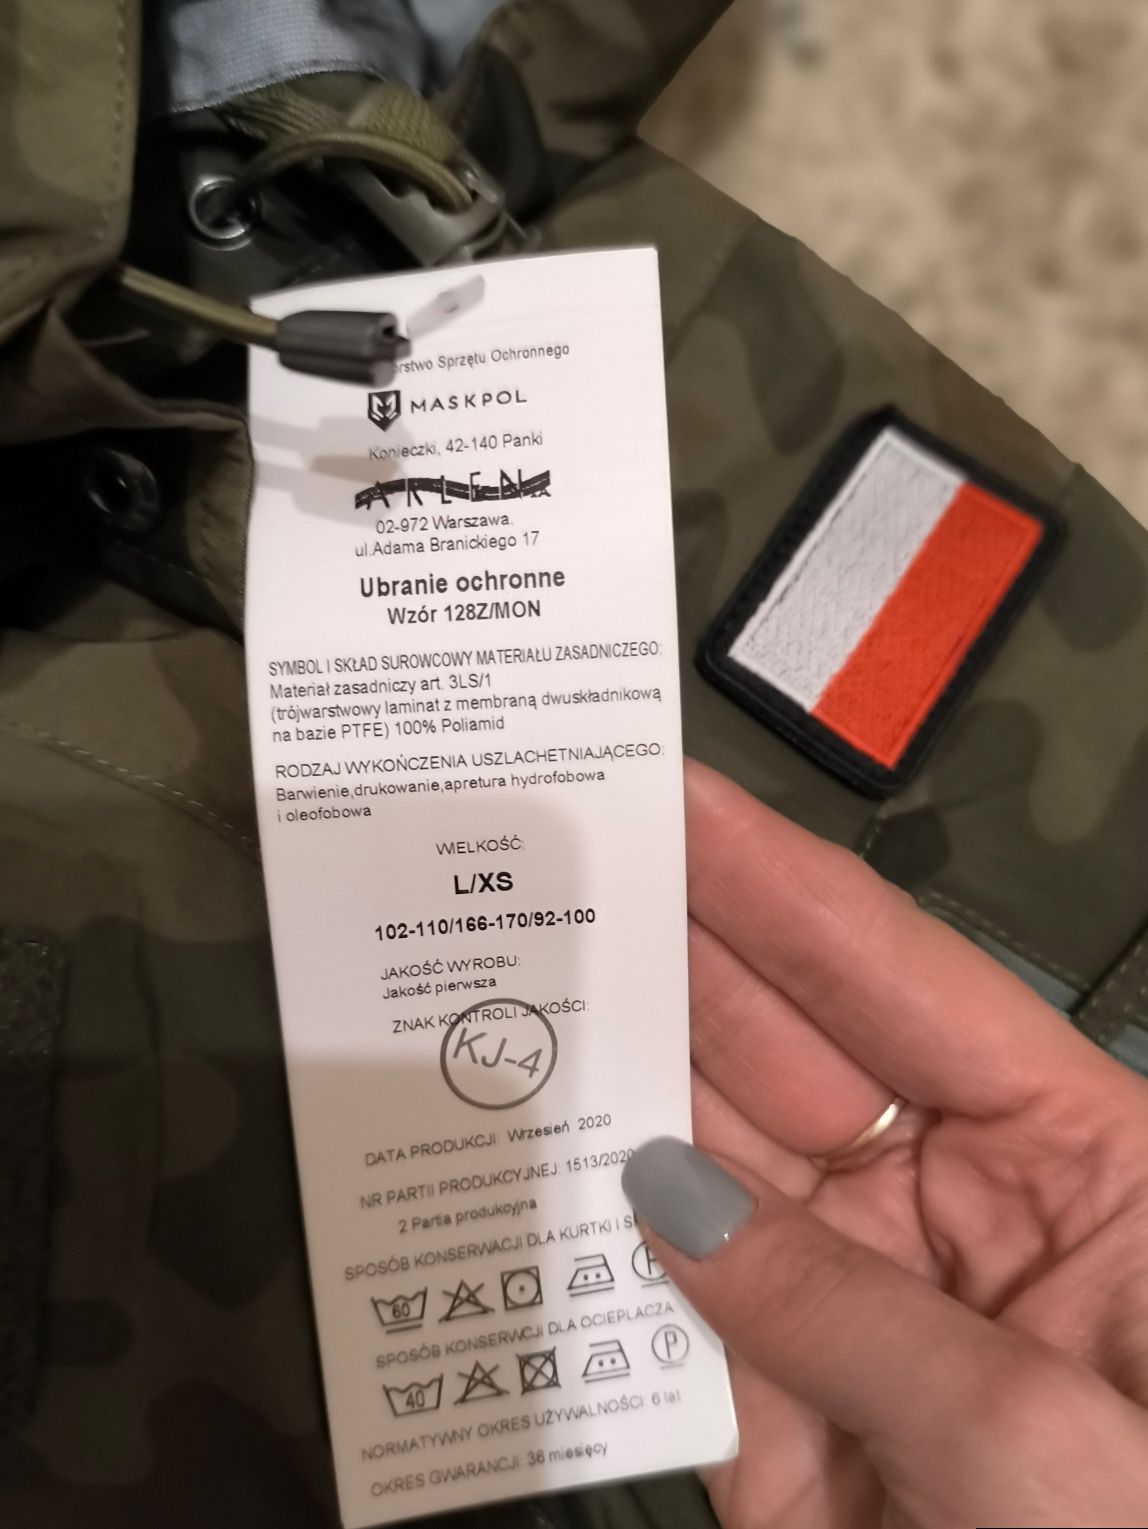 Sprzętu Ochronnego
MASKPOL
Konieczki, 42-140 Panki
ARLEN S.A.
02-972 Warszawa.
ul.Adama Branickiego 17
Ubranie ochronne
Wzór 128Z/MON
SYMBOL I SKŁAD SUROWCOWY MATERIAŁU ZASADNICZEGO:
Materiał zasadniczy art. 3LS/1
(trójwarstwowy laminat z membraną dwuskładnikową
na bazie PTFE) 100% Poliamid
RODZAJ WYKOŃCZENIA USZLACHETNIAJĄCEGO:
Barwienie,drukowanie,apretura hydrofobowa
i oleofobowa
WIELKOŚĆ:
L/XS
102-110/166-170/92-100
JAKOŚĆ WYROBU:
Jakość pierwsza
ZNAK KONTROLI JAKOŚCI:
KJ-4
DATA PRODUKCJI: Wrzesień 2020
NR PARTII PRODUKCYJNEJ: 1513/2020
2 Partia produkcyjna
SPOSÓB KONSERWACJI DLA KURTKI I
60
P
SPOSÓB KONSERWCJI DLA OCIEPLACZA
40
P
NORMATYWNY OKRES UŻYWALNOŚCI: 6 lat
OKRES GWARANCJI: 36 miesięcy